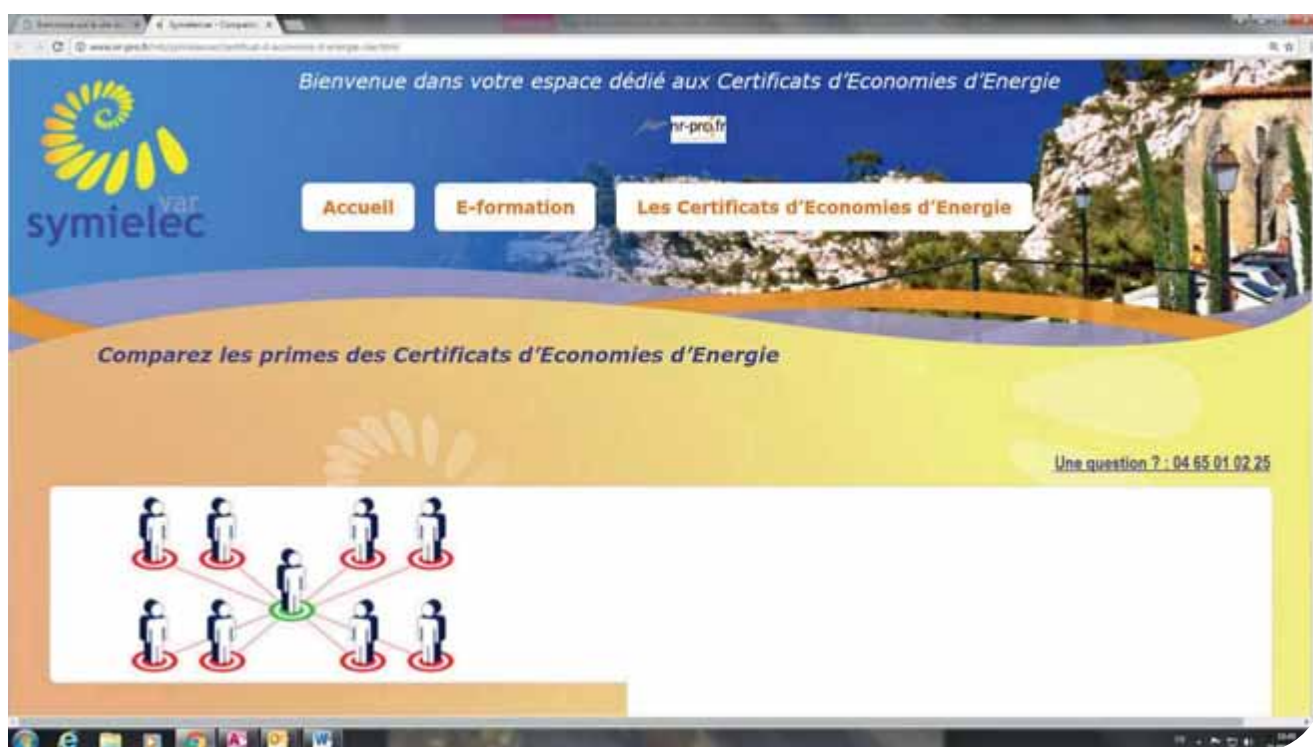 Bienvenue dans votre espace dédié aux Certificats d'Economies d'Energie
nr-pro.fr
symielec
var
Accueil
E-formation
Les Certificats d'Economies d'Energie
Comparez les primes des Certificats d'Economies d'Energie
Une question ? : 04 65 01 02 25